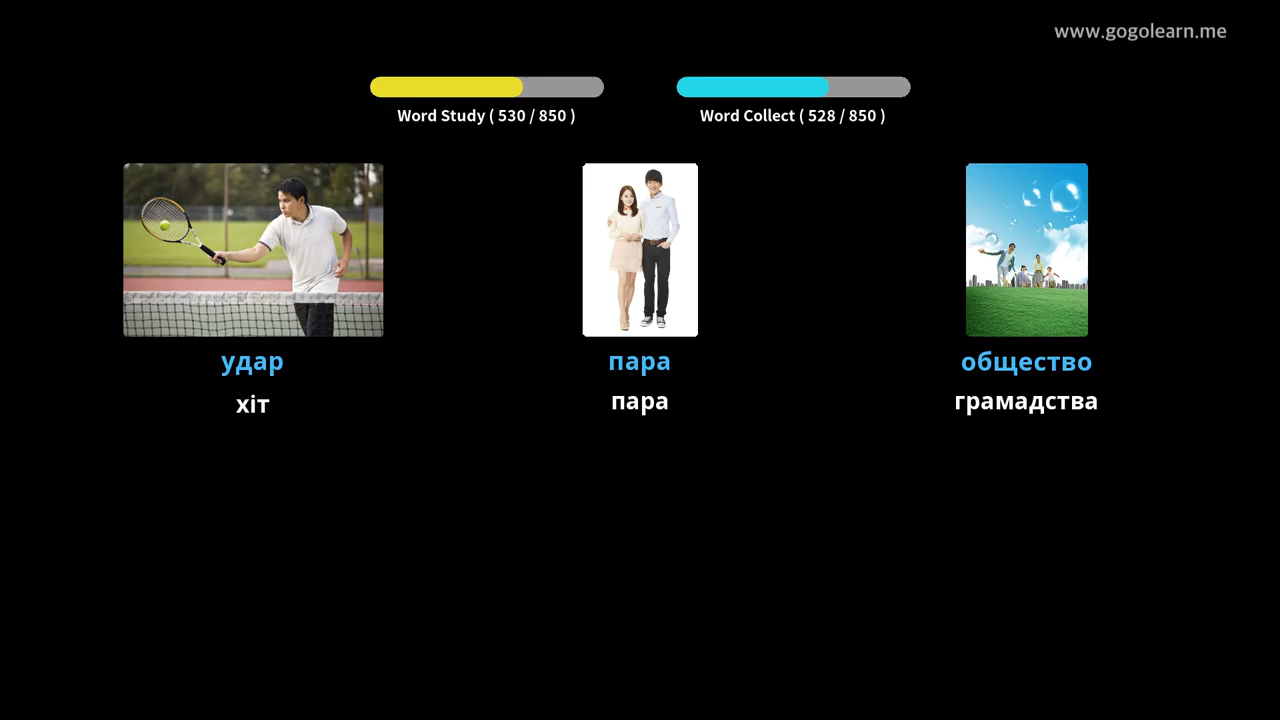 www.gogolearn.me
Word Study ( 530 / 850 )
Word Collect ( 528 / 850 )
удар
пара
общество
хіт
пара
грамадства